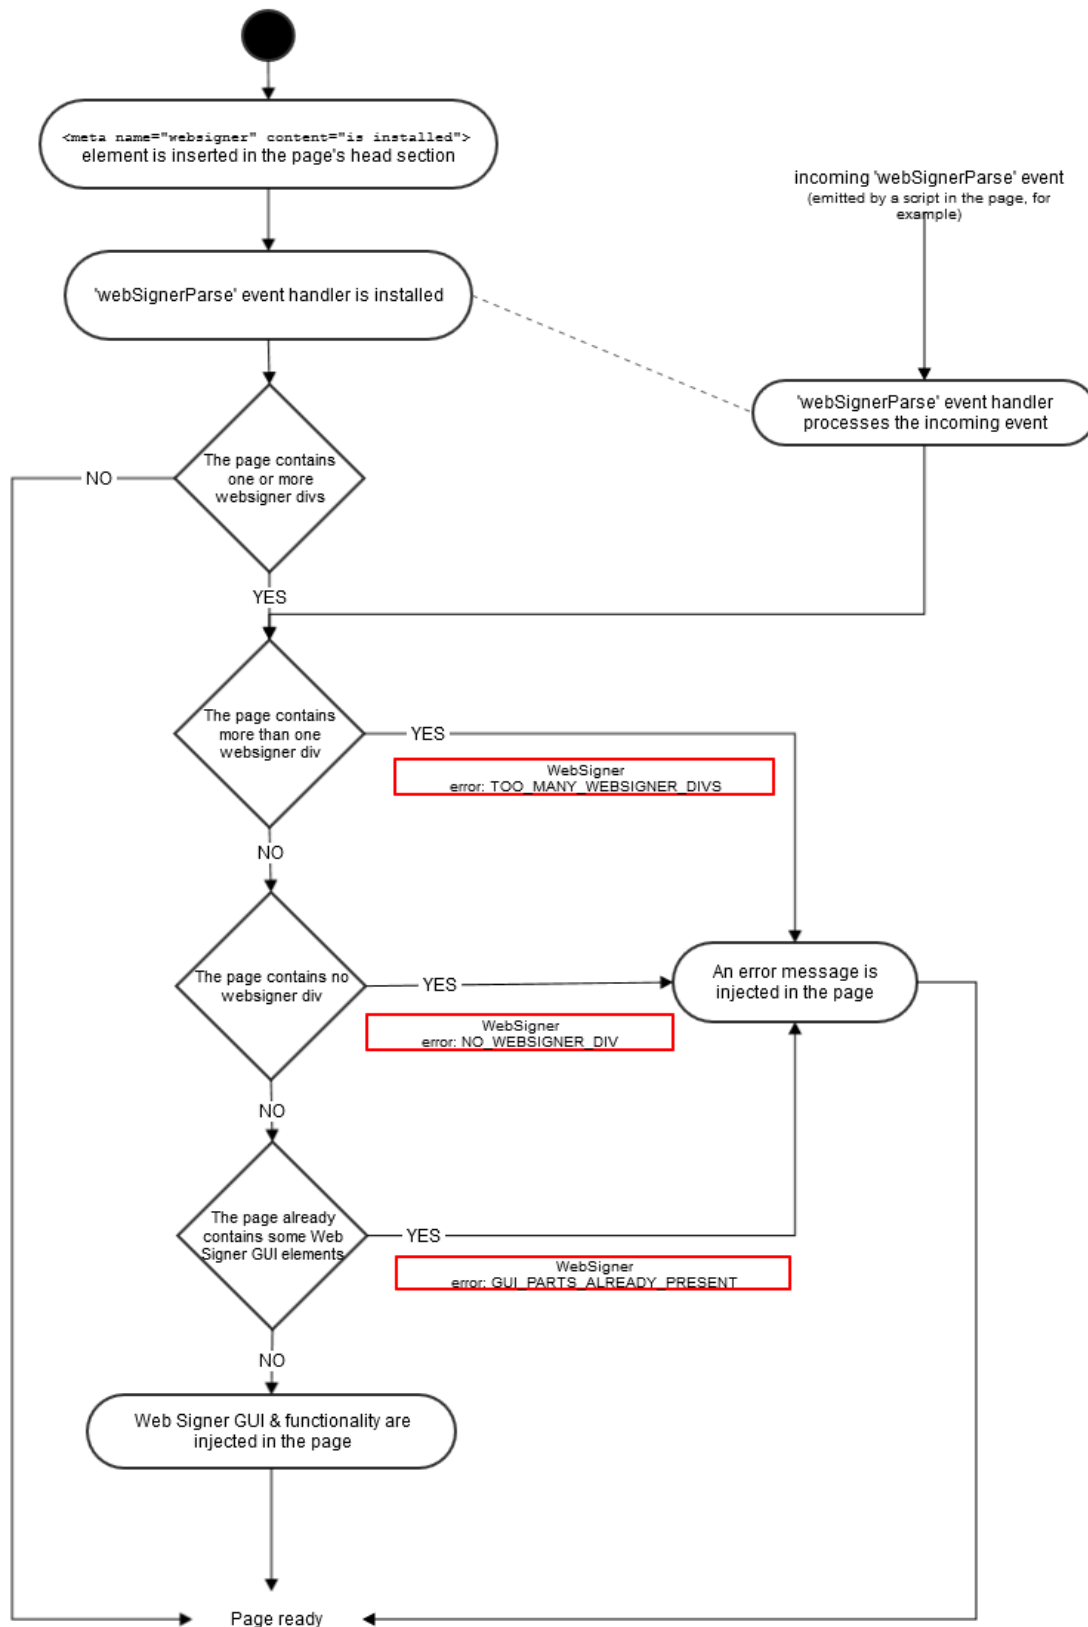 <meta name="websigner" content="is installed">
element is inserted in the page's head section
incoming 'webSignerParse' event
(emitted by a script in the page, for
example)
'webSignerParse' event handler is installed
'webSignerParse' event handler
processes the incoming event
The page contains
one or more
websigner divs
NO
YES
The page contains
more than one
websigner div
YES
WebSigner
error: TOO_MANY_WEBSIGNER_DIVS
NO
The page contains no
websigner div
YES
An error message is
injected in the page
WebSigner
error: NO_WEBSIGNER_DIV
NO
The page already
contains some Web
Signer GUI elements
YES
WebSigner
error: GUI_PARTS_ALREADY_PRESENT
NO
Web Signer GUI & functionality are
injected in the page
Page ready